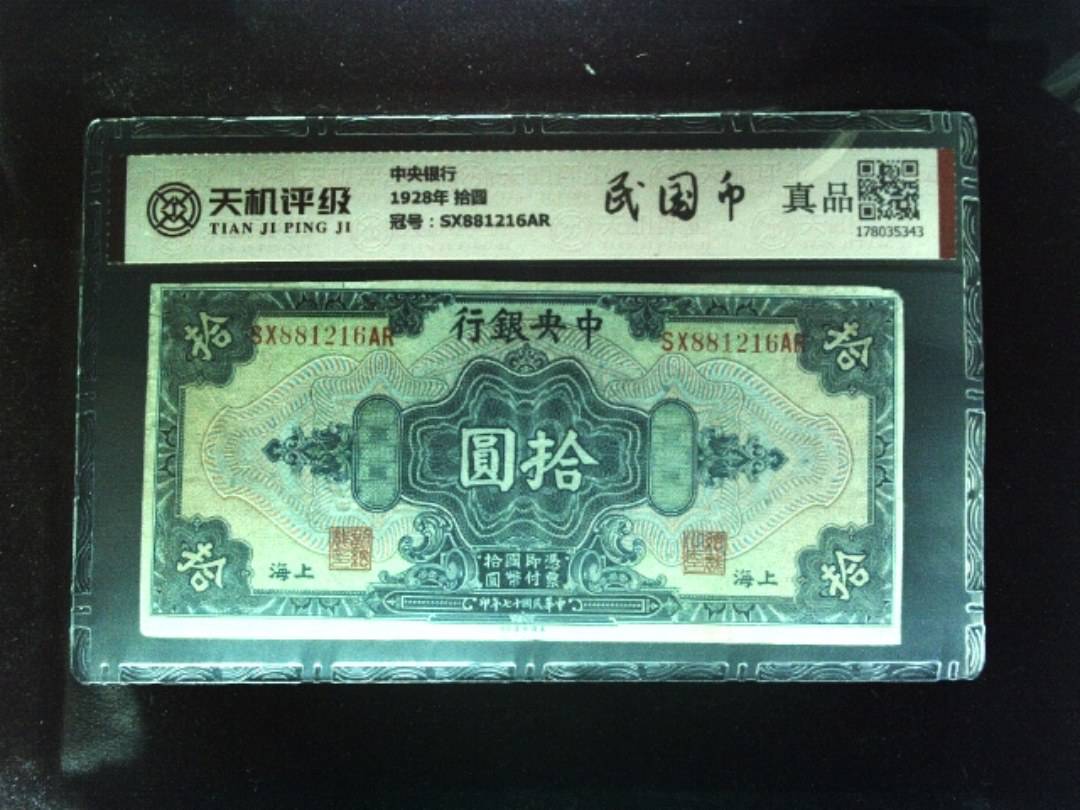 天机评级
TIAN JI PING JI
中央银行
1928年 拾圆
冠号：SX881216AR
民国币
真品
178035343
拾
SX881216AR
行銀央中
SX881216AR
拾
圓拾
拾
上海
憑票即付國幣拾圓
上海
拾
印年七十國民華中